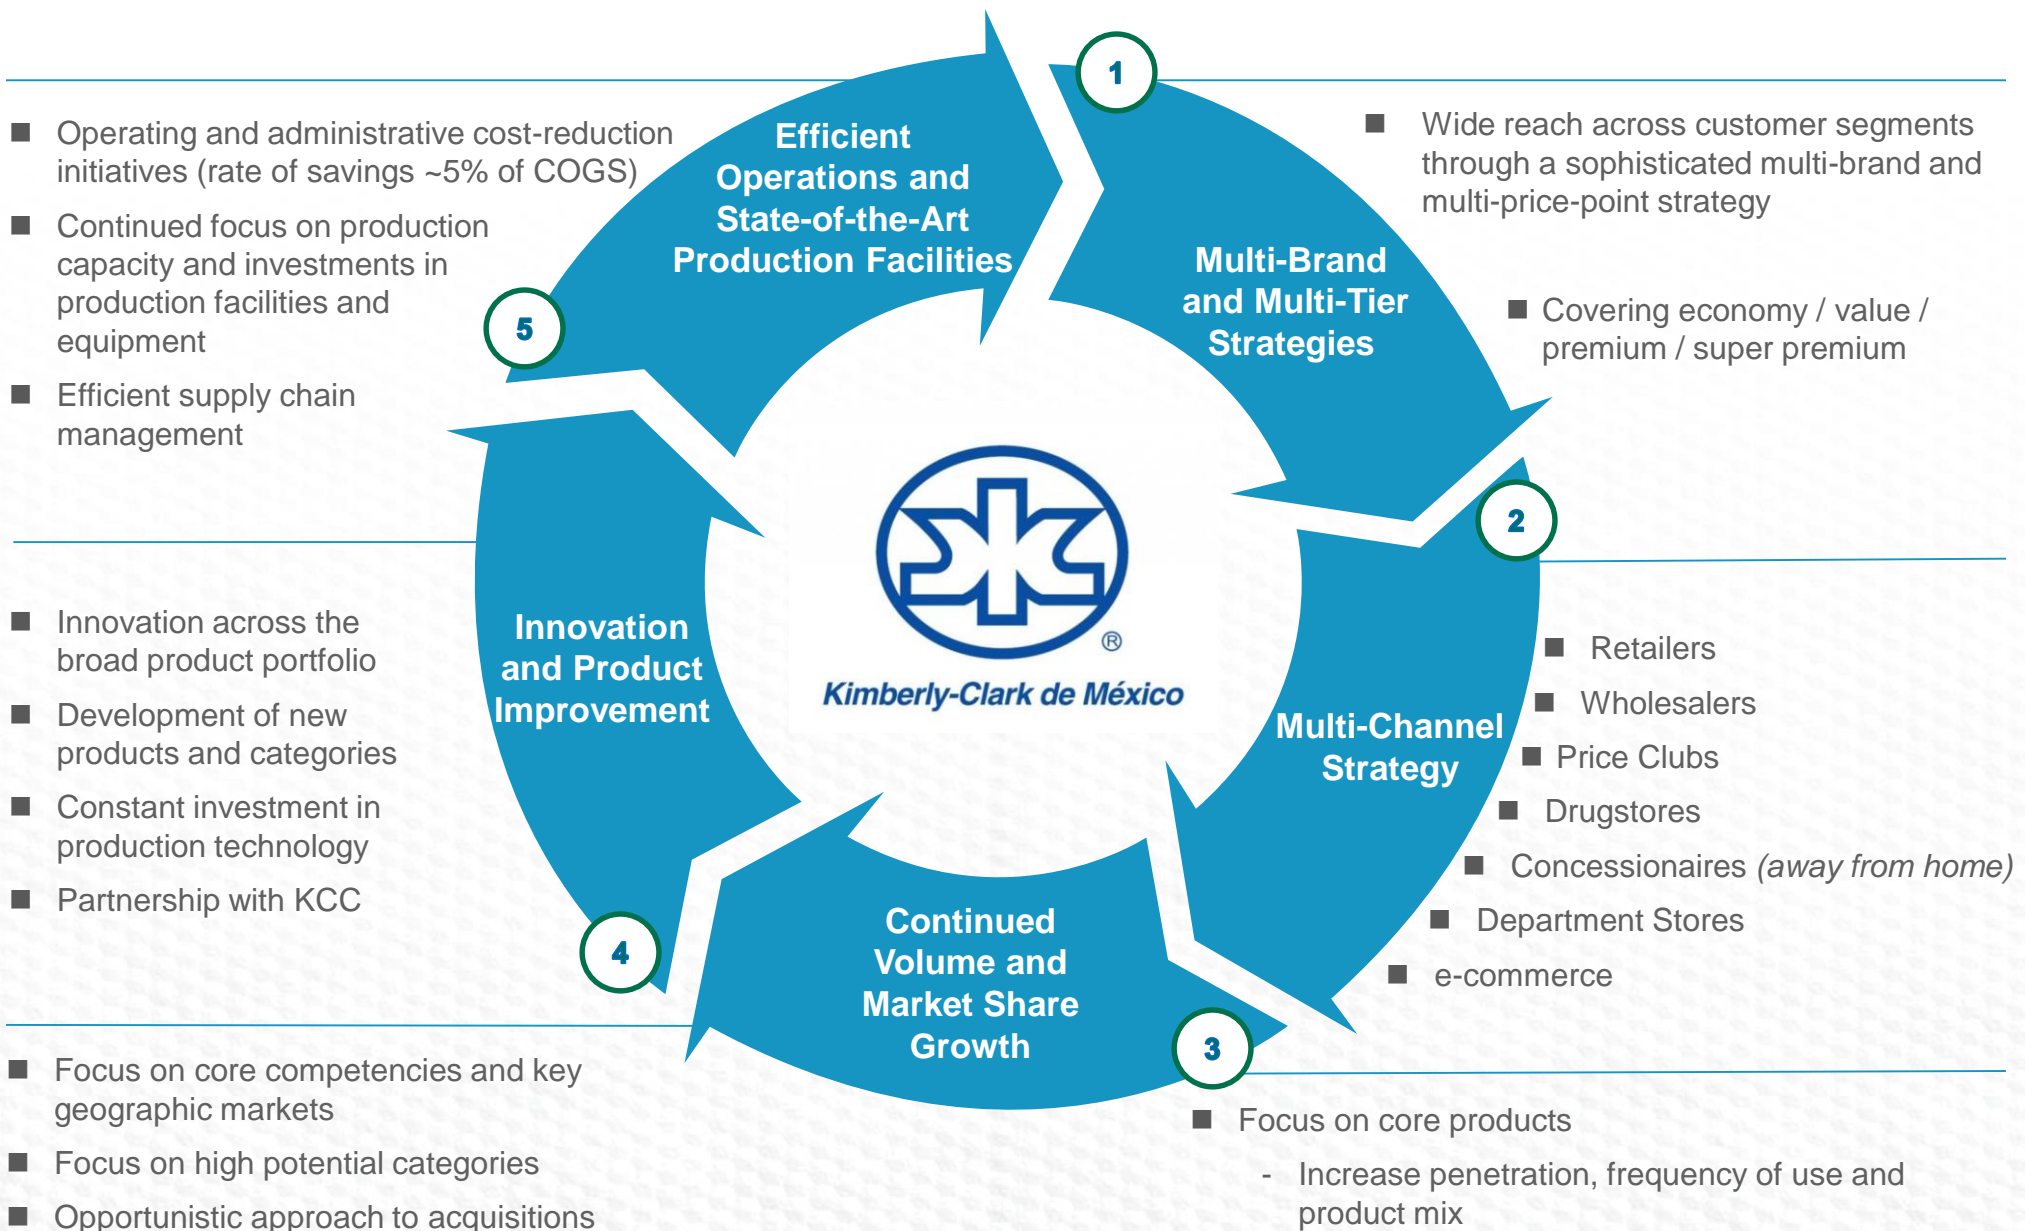 1
Efficient
Operations and
State-of-the-Art
Production Facilities
■ Operating and administrative cost-reduction
initiatives (rate of savings ~5% of COGS)
■ Continued focus on production
capacity and investments in
production facilities and
equipment
■ Efficient supply chain
management
5
■ Wide reach across customer segments
through a sophisticated multi-brand and
multi-price-point strategy
■ Covering economy / value /
premium / super premium
Multi-Brand
and Multi-Tier
Strategies
2
®
Kimberly-Clark de México
Innovation
and Product
Improvement
■ Innovation across the
broad product portfolio
■ Development of new
products and categories
■ Constant investment in
production technology
■ Partnership with KCC
4
Multi-Channel
Strategy
■ Retailers
■ Wholesalers
■ Price Clubs
■ Drugstores
■ Concessionaires (away from home)
■ Department Stores
■ e-commerce
Continued
Volume and
Market Share
Growth
3
■ Focus on core competencies and key
geographic markets
■ Focus on high potential categories
■ Opportunistic approach to acquisitions
■ Focus on core products
- Increase penetration, frequency of use and
product mix